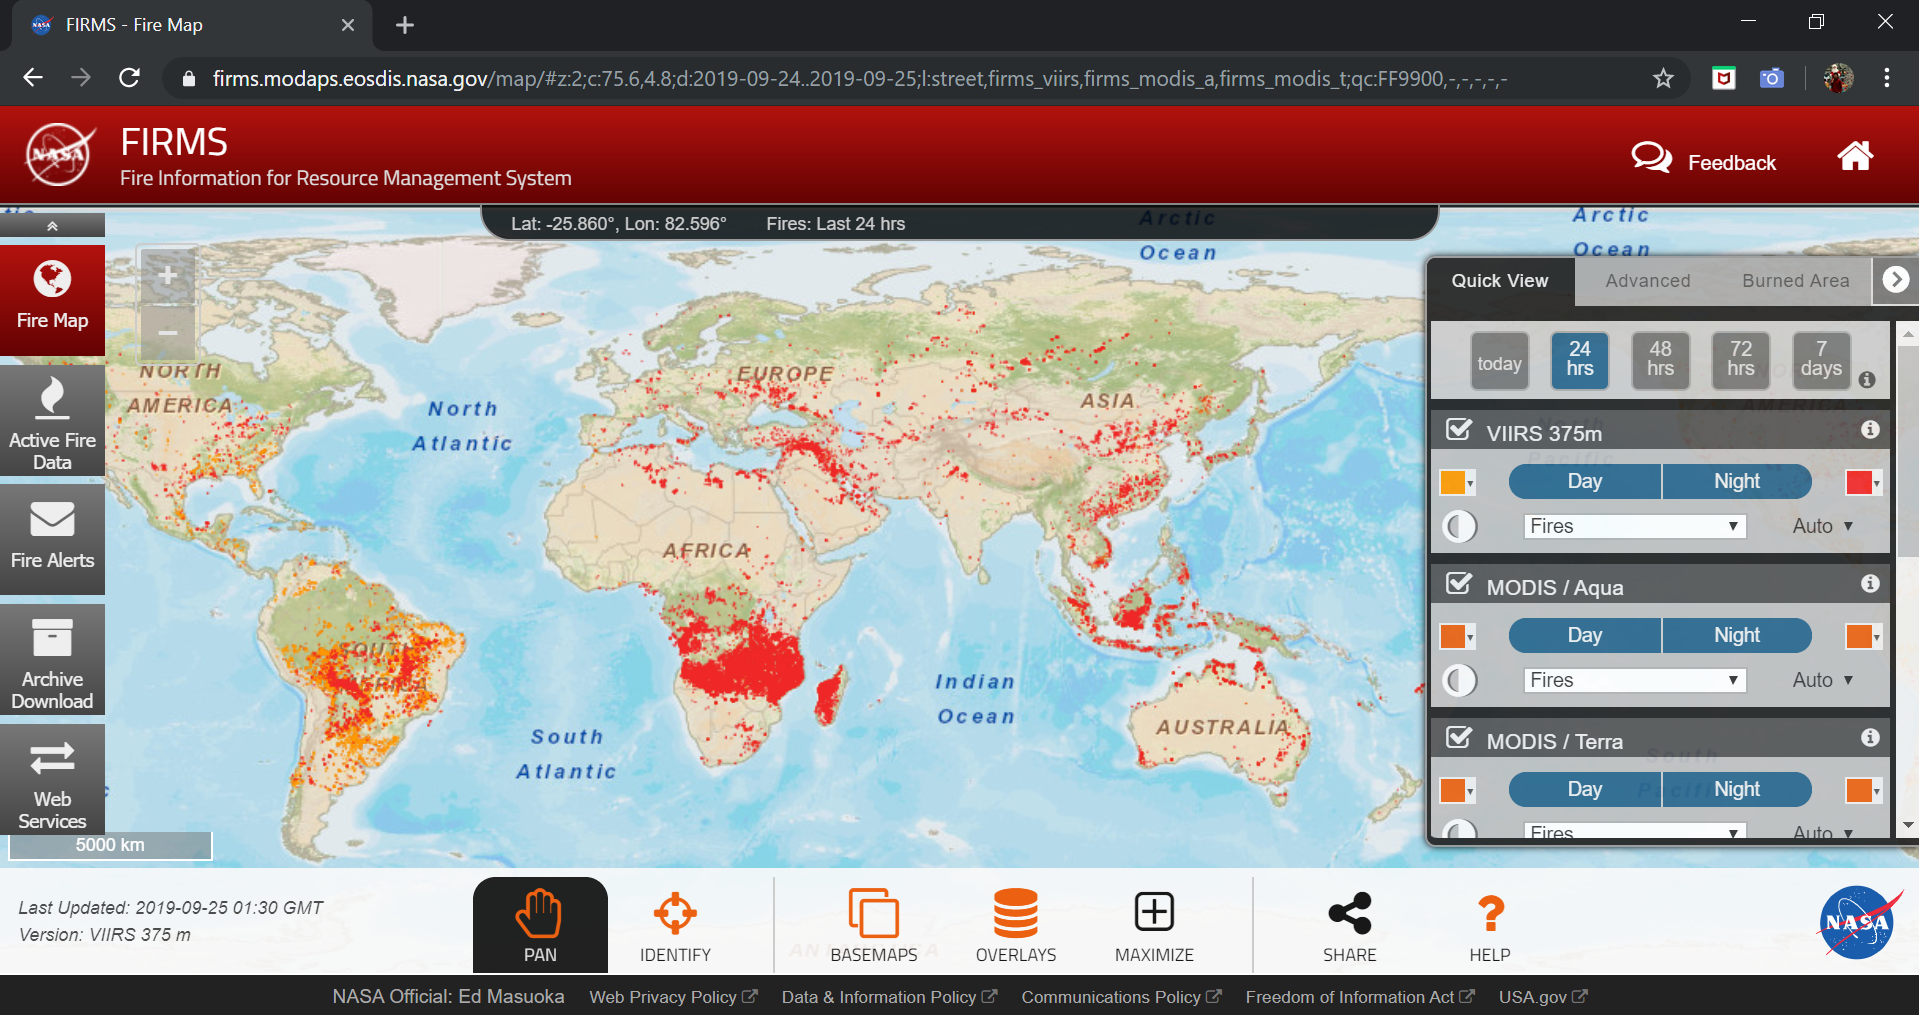 FIRMS - Fire Map
firms.modaps.eosdis.nasa.gov/map/#z:2;c:75.6,4.8;d:2019-09-24..2019-09-25;l:street,firms_viirs,firms_modis_a,firms_modis_t;qc:FF9900,-,-,-,-,-
NASA
FIRMS
Fire Information for Resource Management System
Feedback
Lat: -25.860°, Lon: 82.596°
Fires: Last 24 hrs
Arctic
Ocean
Arctic
Ocean
Fire Map
Active Fire
Data
Fire Alerts
Archive
Download
Web
Services
5000 km
+
−
NORTH
AMERICA
North
Atlantic
EUROPE
ASIA
AFRICA
SOUTH
AMERICA
South
Atlantic
Indian
Ocean
AUSTRALIA
Quick View
Advanced
Burned Area
today
24
hrs
48
hrs
72
hrs
7
days
VIIRS 375m
Day
Night
Fires
Auto
MODIS / Aqua
Day
Night
Fires
Auto
MODIS / Terra
Day
Night
Fires
Auto
South
Pacific
Last Updated: 2019-09-25 01:30 GMT
Version: VIIRS 375 m
PAN
IDENTIFY
BASEMAPS
OVERLAYS
MAXIMIZE
SHARE
HELP
NASA
NASA Official: Ed Masuoka
Web Privacy Policy
Data & Information Policy
Communications Policy
Freedom of Information Act
USA.gov